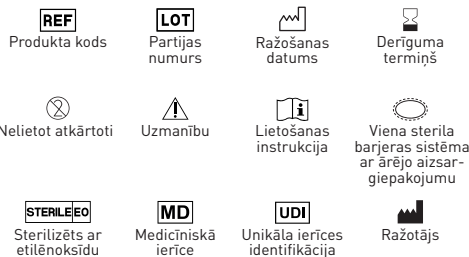 REF
Produkta kods
LOT
Partijas
numurs
Ražošanas
datums
Derīguma
termiņš
2
Nelietot atkārtoti
Uzmanību
i
Lietošanas
instrukcija
Viena sterila
barjeras sistēma
ar ārējo aizsar-
giepakojumu
STERILE EO
Sterilizēts ar
etilēnoksīdu
MD
Medicīniskā
ierīce
UDI
Unikāla ierīces
identifikācija
Ražotājs